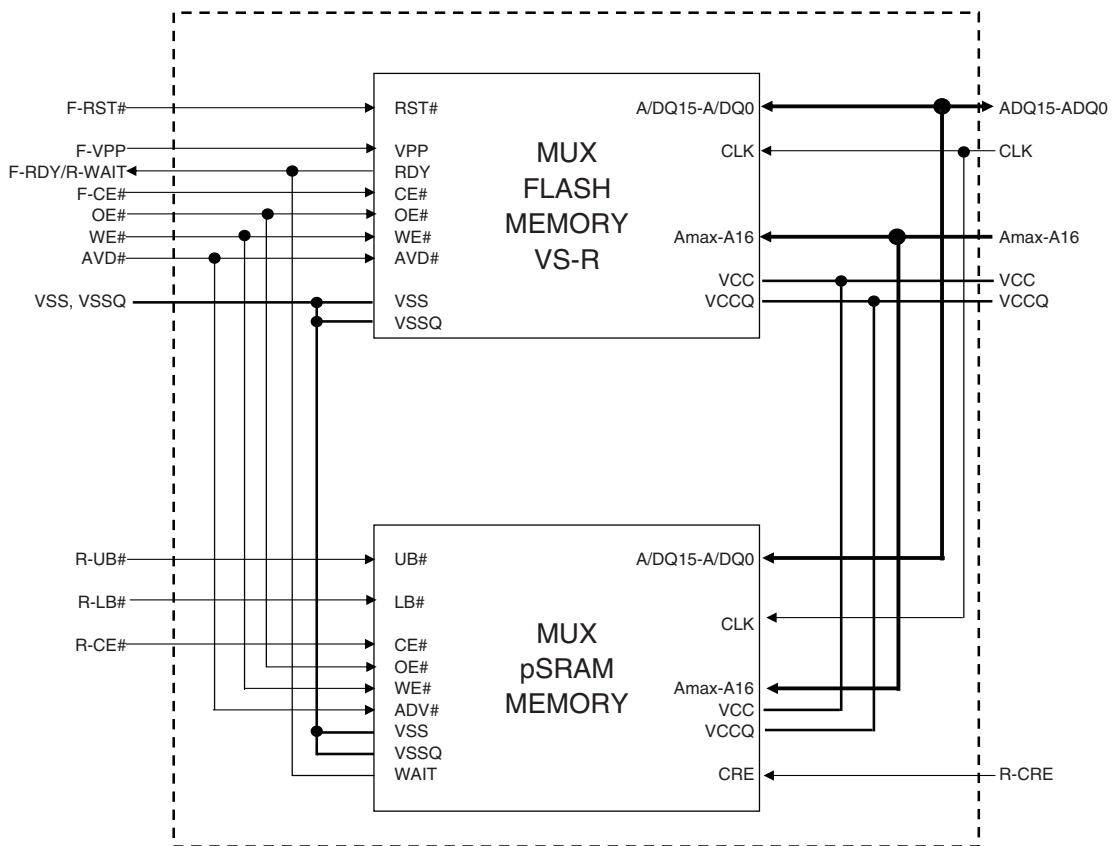 F-RST#
F-VPP
F-RDY/R-WAIT
F-CE#
OE#
WE#
AVD#
VSS, VSSQ
RST#
VPP
RDY
CE#
OE#
WE#
AVD#
VSS
VSSQ
MUX
FLASH
MEMORY
VS-R
A/DQ15-A/DQ0
CLK
Amax-A16
VCC
VCCQ
ADQ15-ADQ0
CLK
Amax-A16
VCC
VCCQ
R-UB#
R-LB#
R-CE#
UB#
LB#
CE#
OE#
WE#
ADV#
VSS
VSSQ
WAIT
MUX
pSRAM
MEMORY
A/DQ15-A/DQ0
CLK
Amax-A16
VCC
VCCQ
CRE
R-CRE